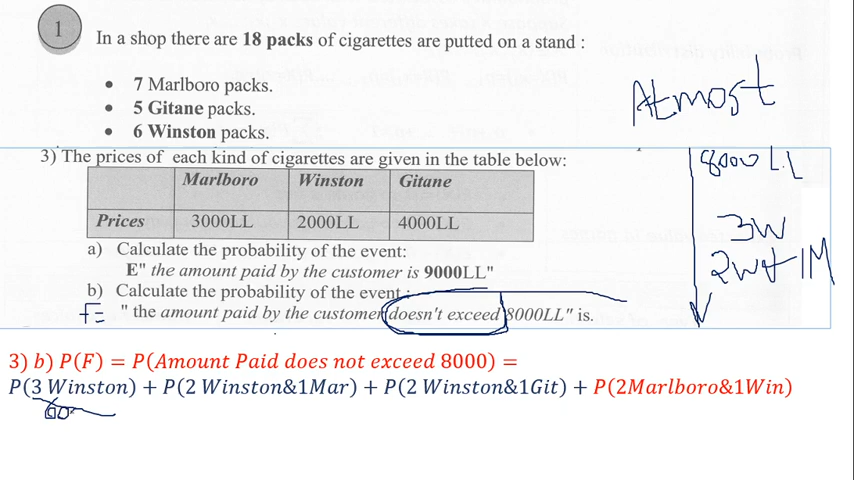 1
In a shop there are 18 packs of cigarettes are putted on a stand :
• 7 Marlboro packs.
• 5 Gitane packs.
• 6 Winston packs.
Atmost
3) The prices of each kind of cigarettes are given in the table below:
Marlboro Winston Gitane
Prices 3000LL 2000LL 4000LL
8000 LL
3W
2W + 1M
a) Calculate the probability of the event:
E" the amount paid by the customer is 9000LL"
b) Calculate the probability of the event :
F= " the amount paid by the customer doesn't exceed 8000LL" is.
3) b) P(F) = P(Amount Paid does not exceed 8000) =
P(3 Winston) + P(2 Winston&1Mar) + P(2 Winston&1Git) + P(2Marlboro&1Win)